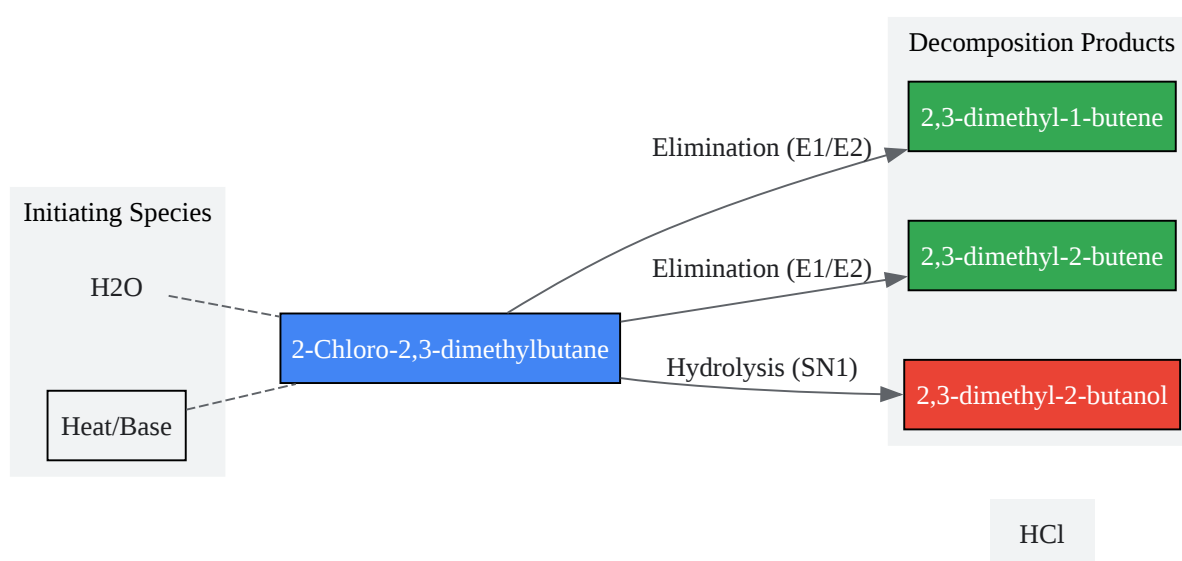 Decomposition Products
2,3-dimethyl-1-butene
Elimination (E1/E2)
Initiating Species
2,3-dimethyl-2-butene
Elimination (E1/E2)
H2O
2-Chloro-2,3-dimethylbutane
Hydrolysis (SN1)
2,3-dimethyl-2-butanol
Heat/Base
HCl